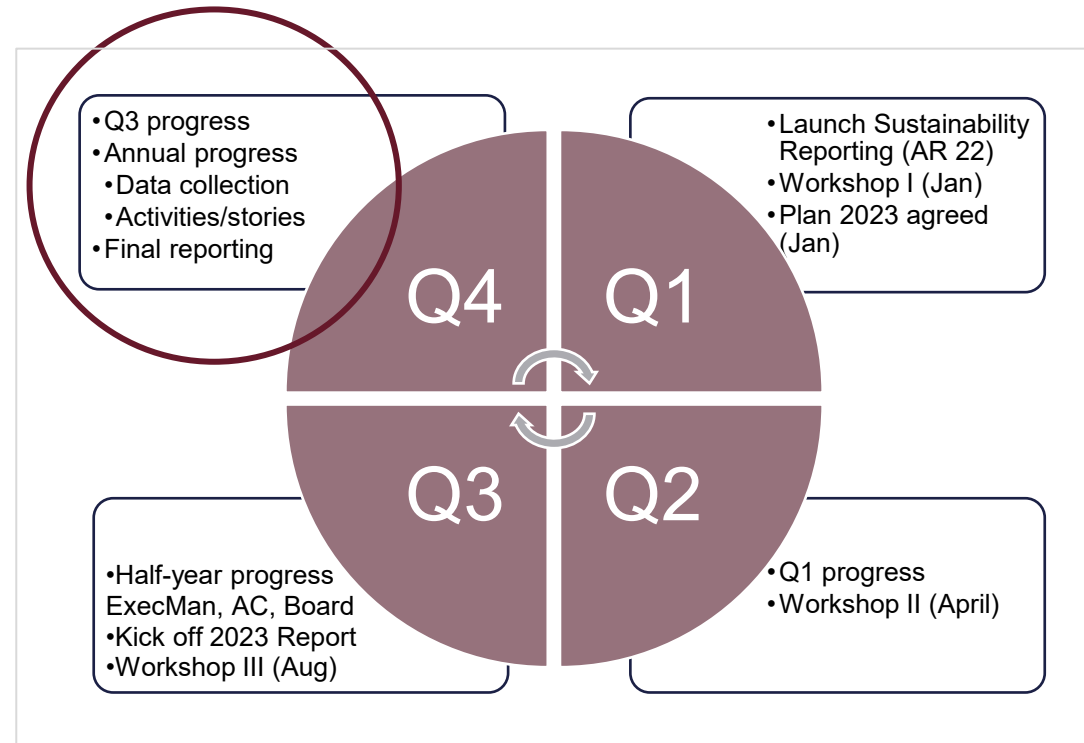 •Q3 progress
•Annual progress
•Data collection
•Activities/stories
•Final reporting
•Launch Sustainability
Reporting (AR 22)
•Workshop I (Jan)
•Plan 2023 agreed
(Jan)
Q4
Q1
Q3
Q2
•Half-year progress
ExecMan, AC, Board
•Kick off 2023 Report
•Workshop III (Aug)
•Q1 progress
•Workshop II (April)